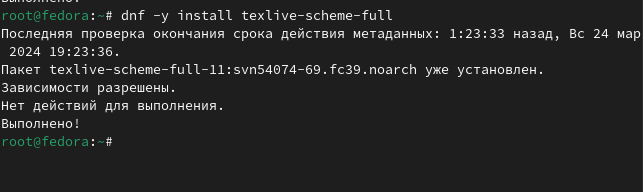 root@fedora:~# dnf -y install texlive-scheme-full
Последняя проверка окончания срока действия метаданных: 1:23:33 назад, Вс 24 мар
2024 19:23:36.
Пакет texlive-scheme-full-11:svn54074-69.fc39.noarch уже установлен.
Зависимости разрешены.
Нет действий для выполнения.
Выполнено!
root@fedora:~#